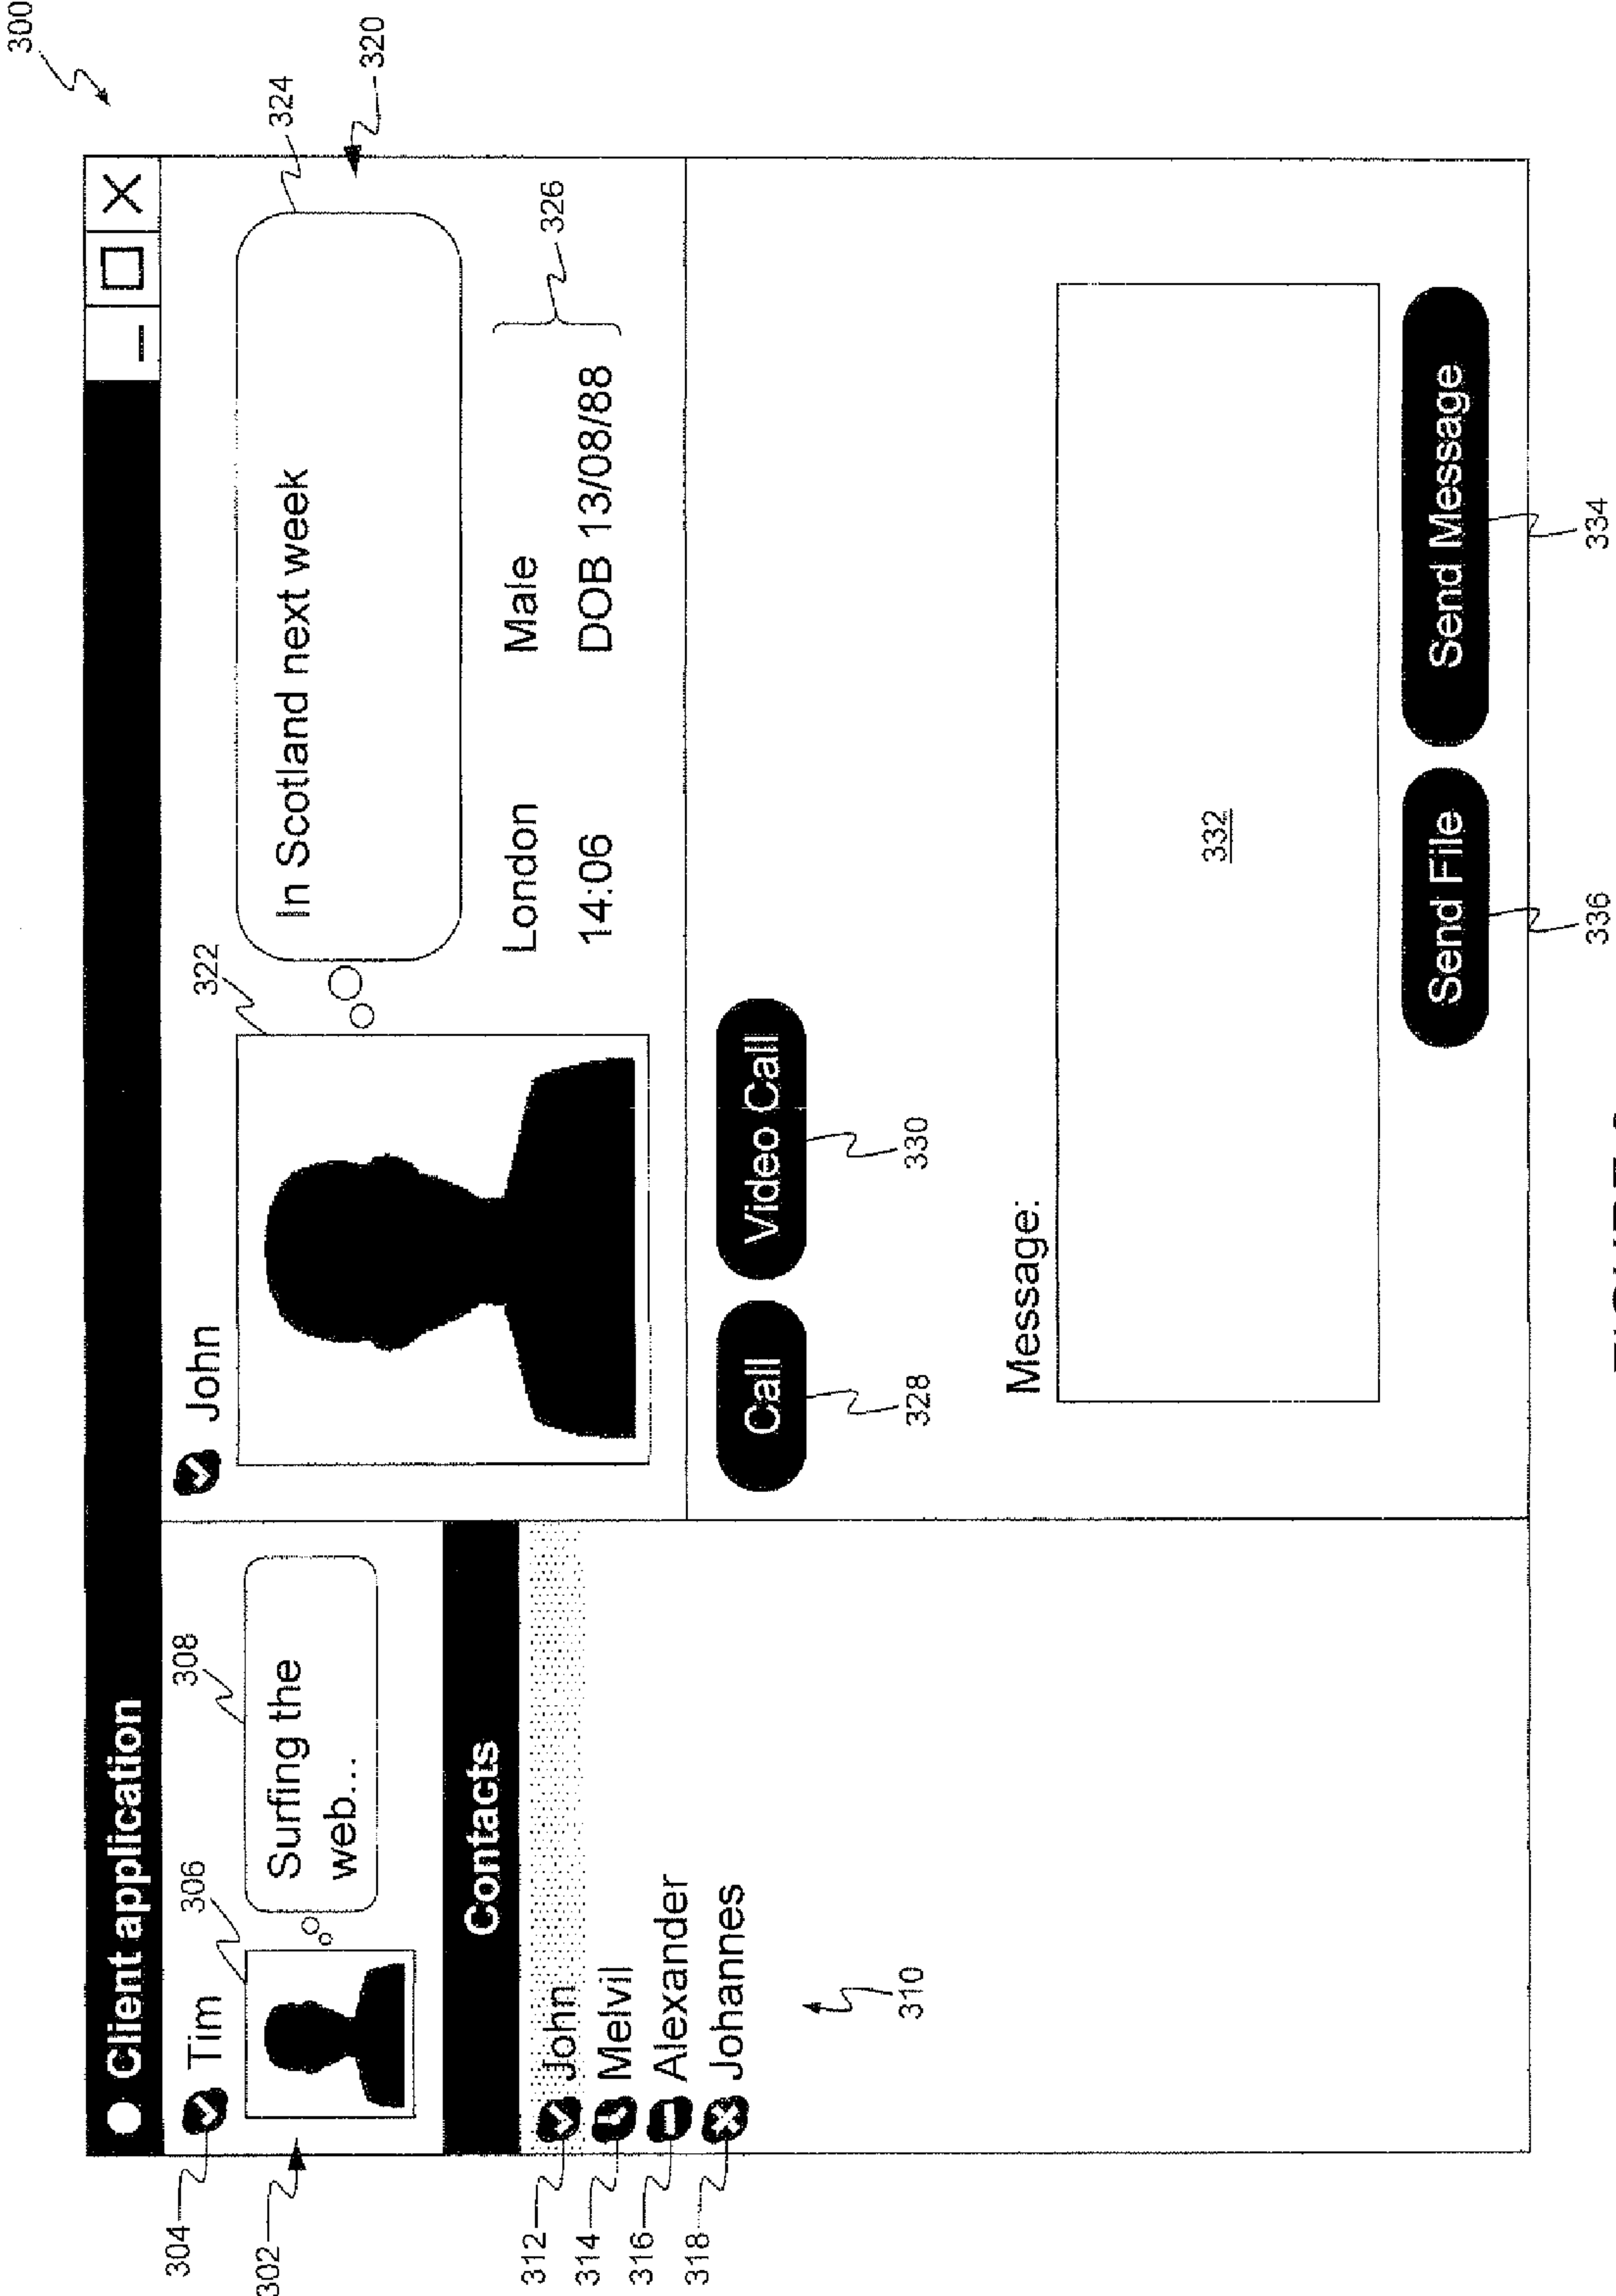 300
Client application
304
Tim
306
308
Surfing the
web...
302
Contacts
312
John
314
Melvil
316
Alexander
318
Johannes
310
John
322
324
In Scotland next week
320
London Male
14:06 DOB 13/08/88
326
Call Video Call
328 330
Message:
332
Send File Send Message
336 334